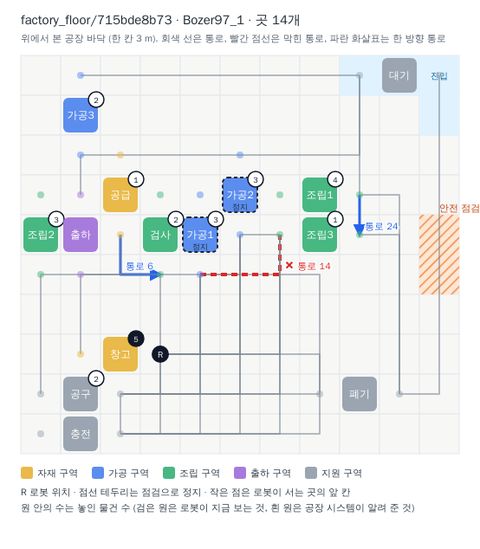 factory_floor/715bde8b73 · Bozer97_1 · 곳 14개
위에서 본 공장 바닥 (한 칸 3 m). 회색 선은 통로, 빨간 점선은 막힌 통로, 파란 화살표는 한 방향 통로
대기
진입
2
가공3
1
공급
3
가공2
정지
4
조립1
안전 점검
3
조립2
출하
2
검사
3
가공1
정지
1
조립3
통로 24
통로 6
✕ 통로 14
5
창고
R
2
공구
폐기
충전
자재 구역
가공 구역
조립 구역
출하 구역
지원 구역
R 로봇 위치 · 점선 테두리는 점검으로 정지 · 작은 점은 로봇이 서는 곳의 앞 칸
원 안의 수는 놓인 물건 수 (검은 원은 로봇이 지금 보는 것, 흰 원은 공장 시스템이 알려 준 것)